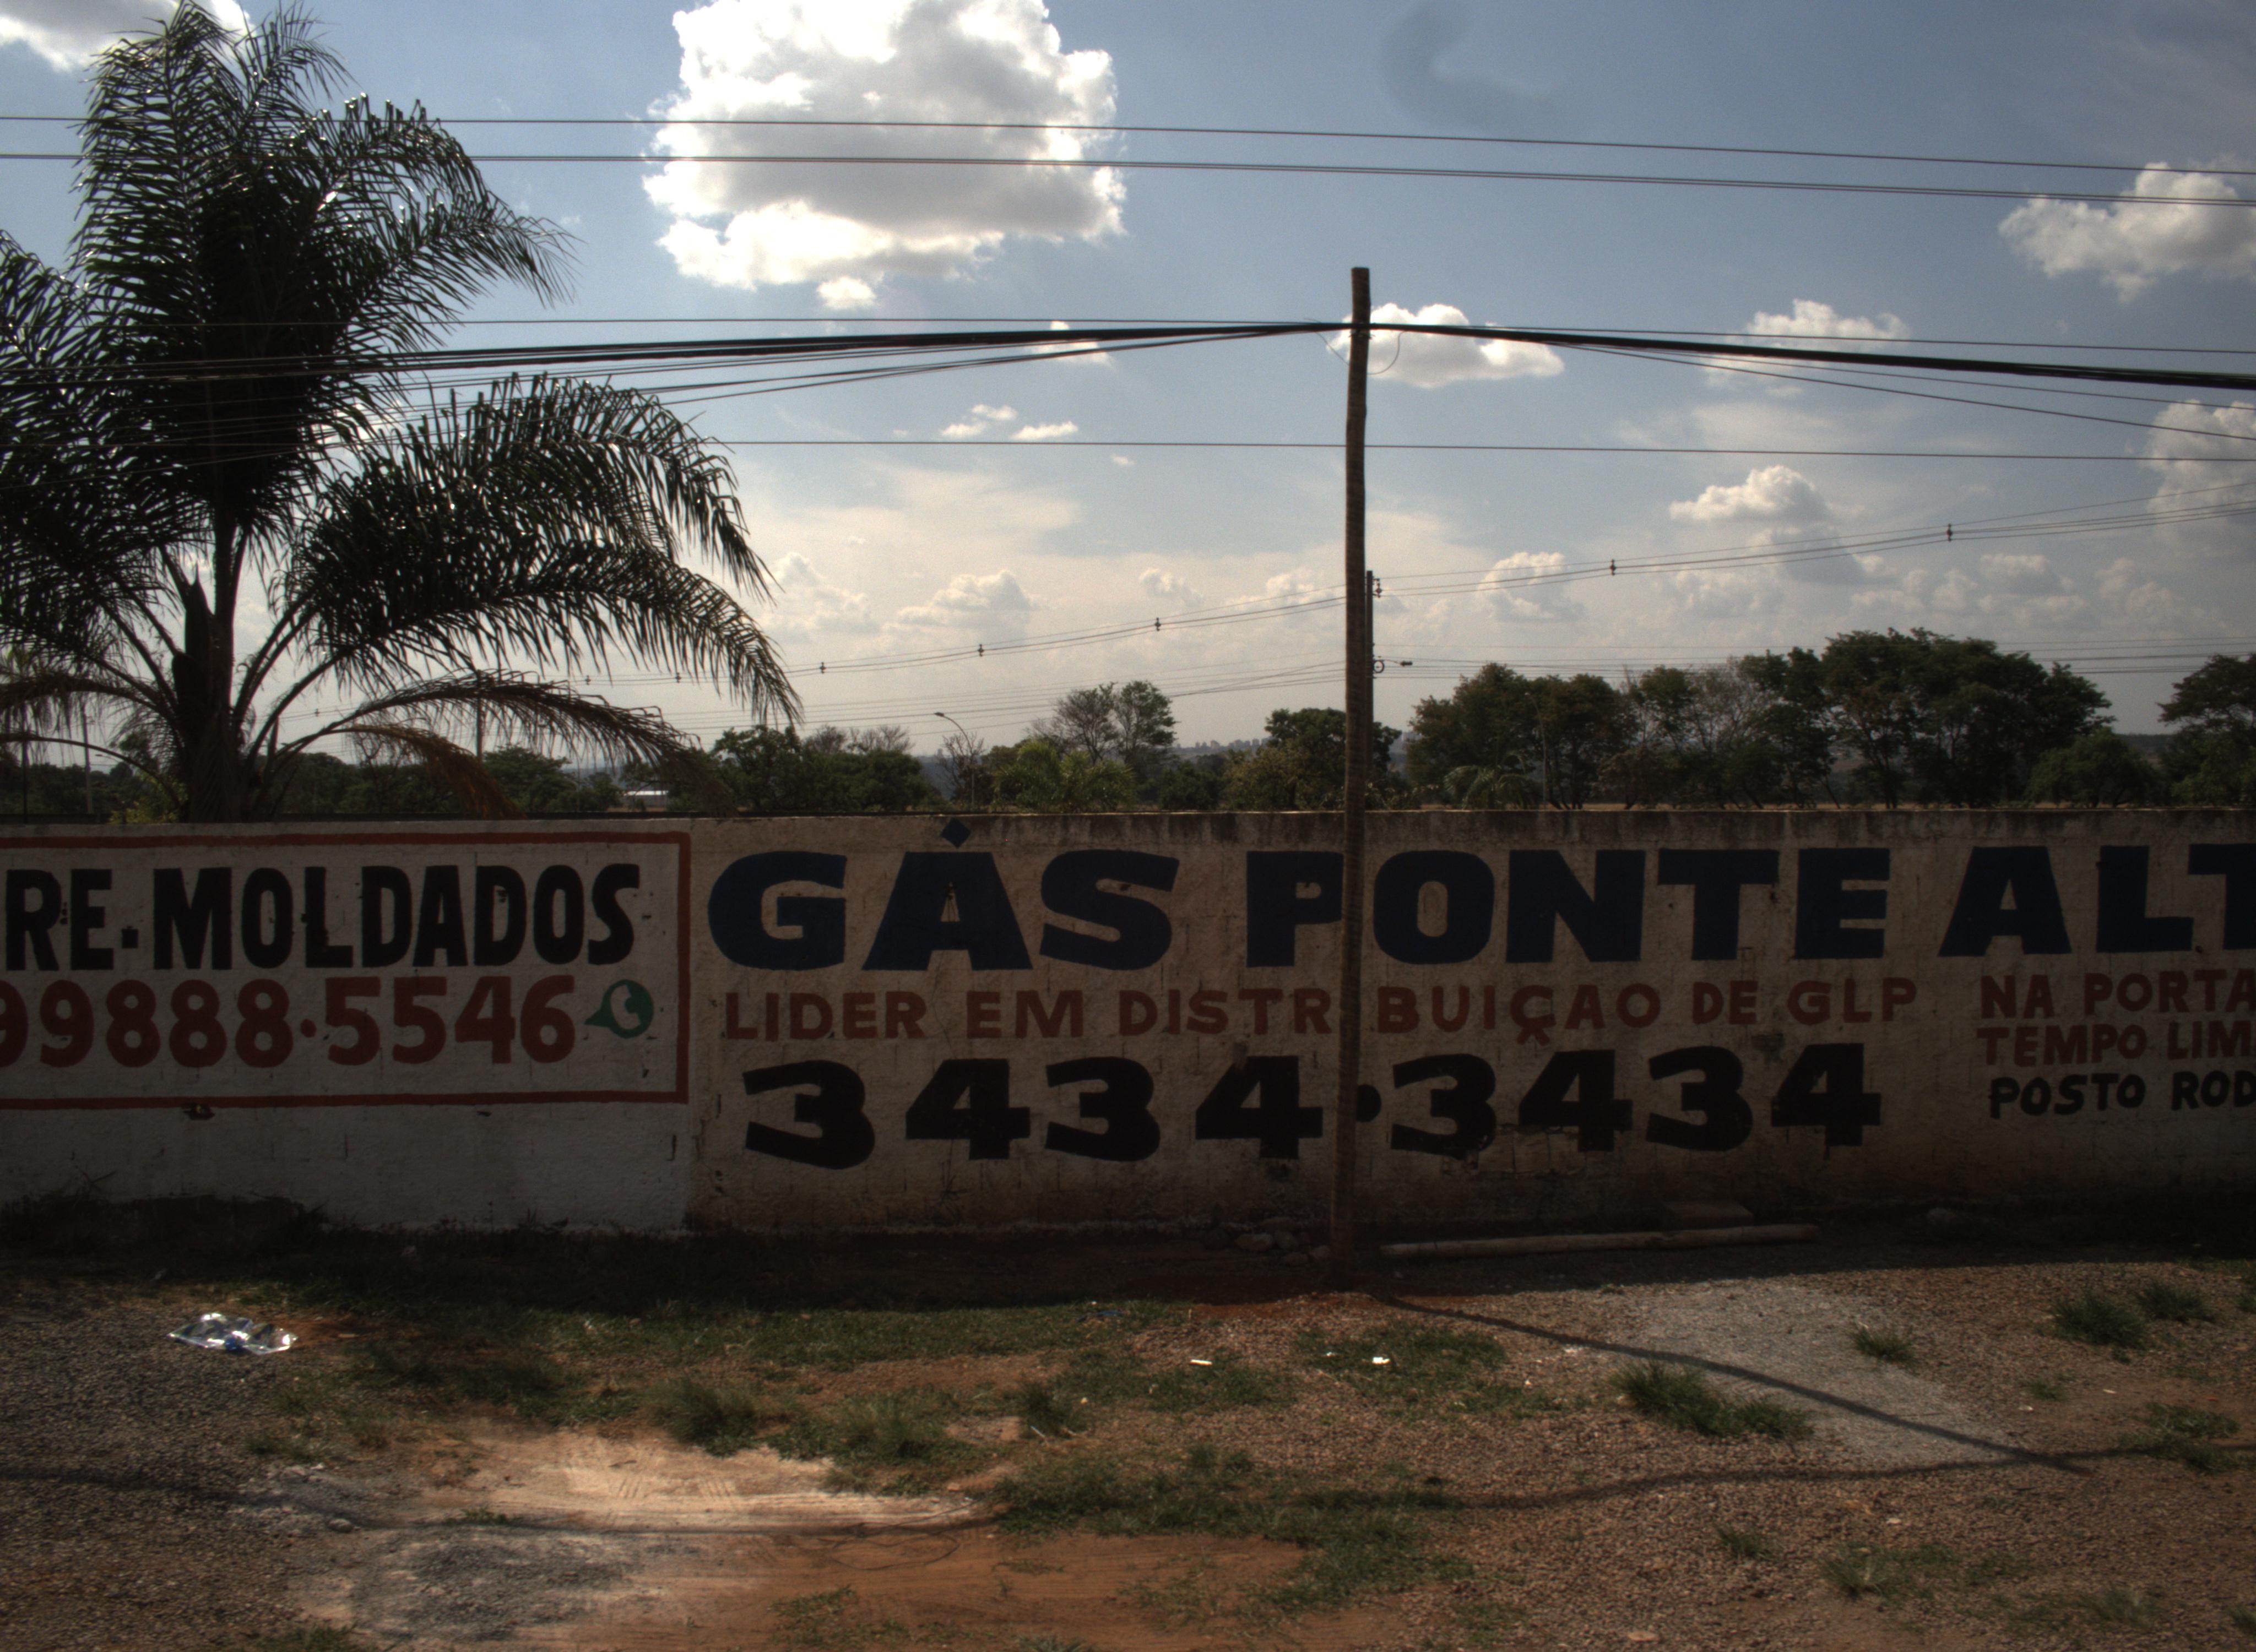 RE-MOLDADOS
99888-5546
GÁS PONTE ALT
LIDER EM DISTRIBUIÇAO DE GLP
3434-3434
NA PORTA
TEMPO LIM
POSTO ROD